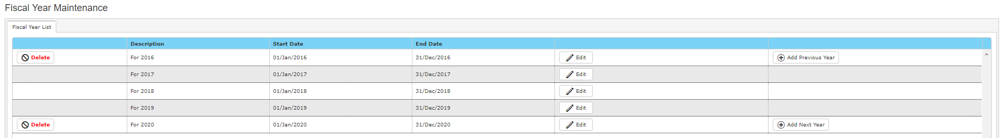 Fiscal Year Maintenance
Fiscal Year List
Description Start Date End Date
Delete For 2016 01/Jan/2016 31/Dec/2016 Edit Add Previous Year
For 2017 01/Jan/2017 31/Dec/2017 Edit
For 2018 01/Jan/2018 31/Dec/2018 Edit
For 2019 01/Jan/2019 31/Dec/2019 Edit
Delete For 2020 01/Jan/2020 31/Dec/2020 Edit Add Next Year